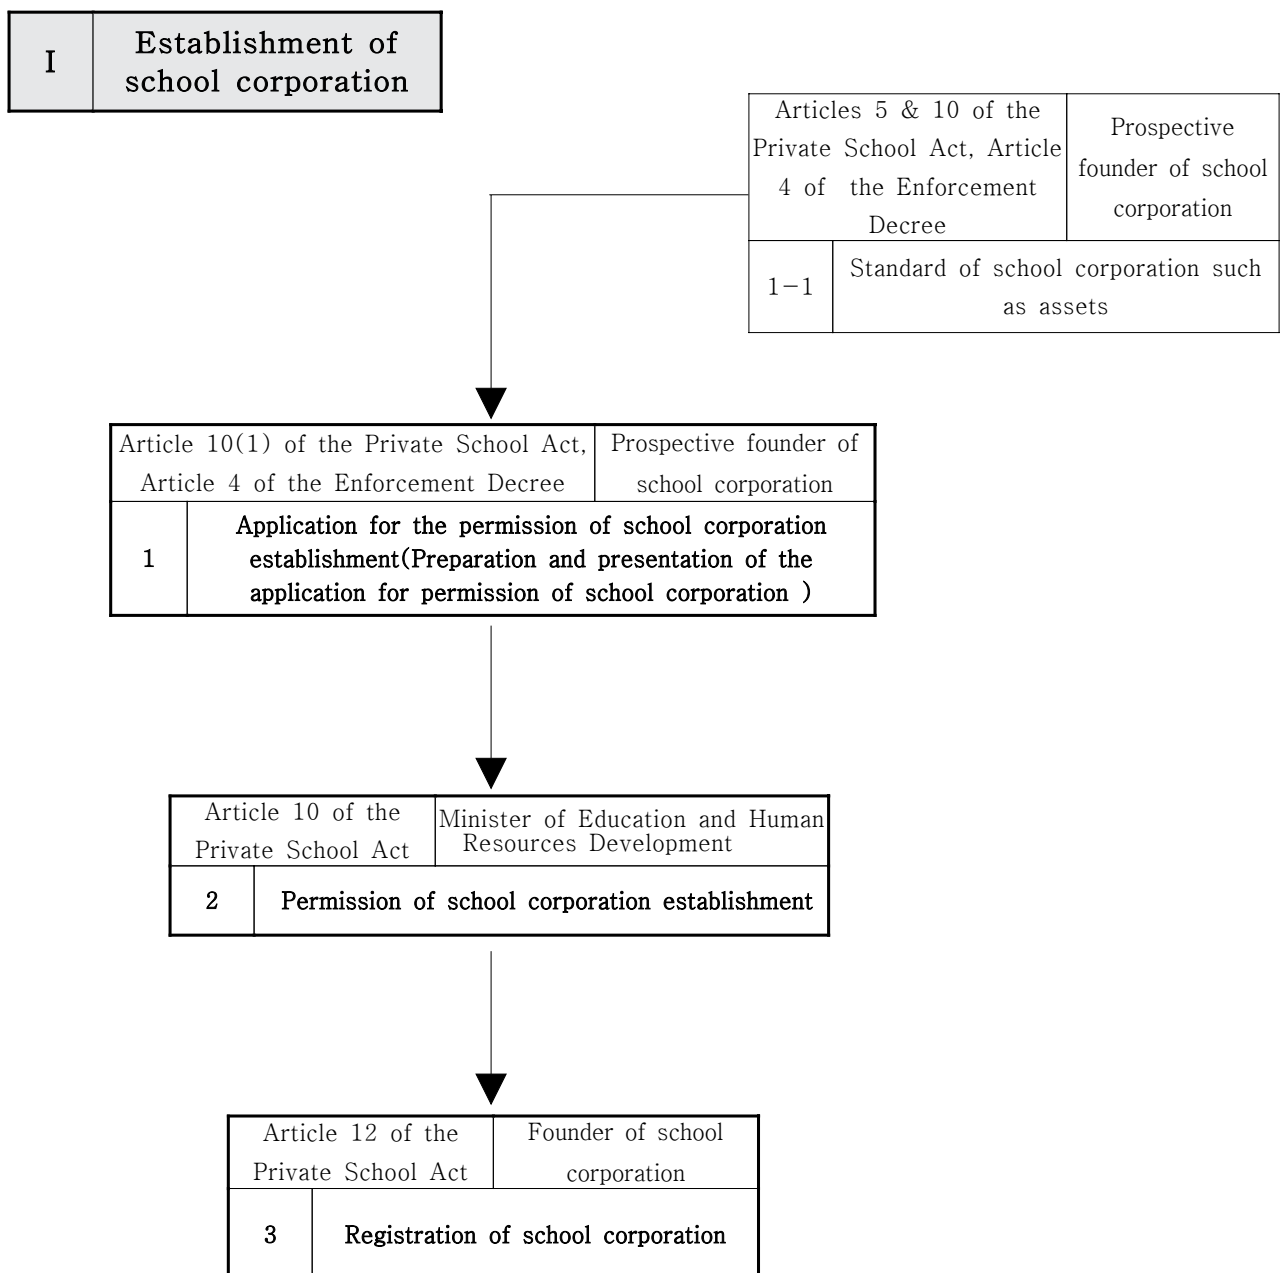 I
Establishment of
school corporation
Articles 5 & 10 of the
Private School Act, Article
4 of the Enforcement
Decree
Prospective
founder of school
corporation
1-1
Standard of school corporation such
as assets
Article 10(1) of the Private School Act,
Article 4 of the Enforcement Decree
Prospective founder of
school corporation
1
Application for the permission of school corporation
establishment(Preparation and presentation of the
application for permission of school corporation )
Article 10 of the
Private School Act
Minister of Education and Human
Resources Development
2
Permission of school corporation establishment
Article 12 of the
Private School Act
Founder of school
corporation
3
Registration of school corporation